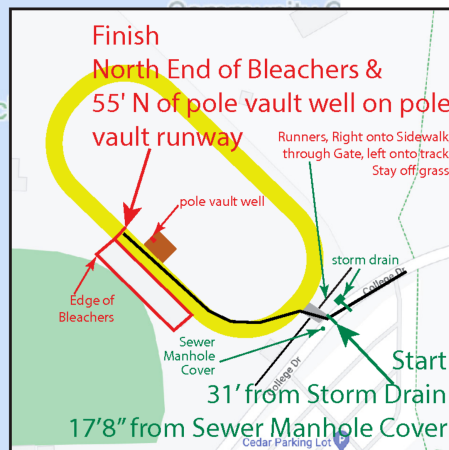 Finish
North End of Bleachers &
55' N of pole vault well on pole
vault runway
Runners, Right onto Sidewalk
through Gate, left onto track
Stay off grass
pole vault well
storm drain
College Dr
Edge of
Bleachers
Sewer
Manhole
Cover
College Dr
Start
31' from Storm Drain
17'8" from Sewer Manhole Cover
Cedar Parking Lot
P